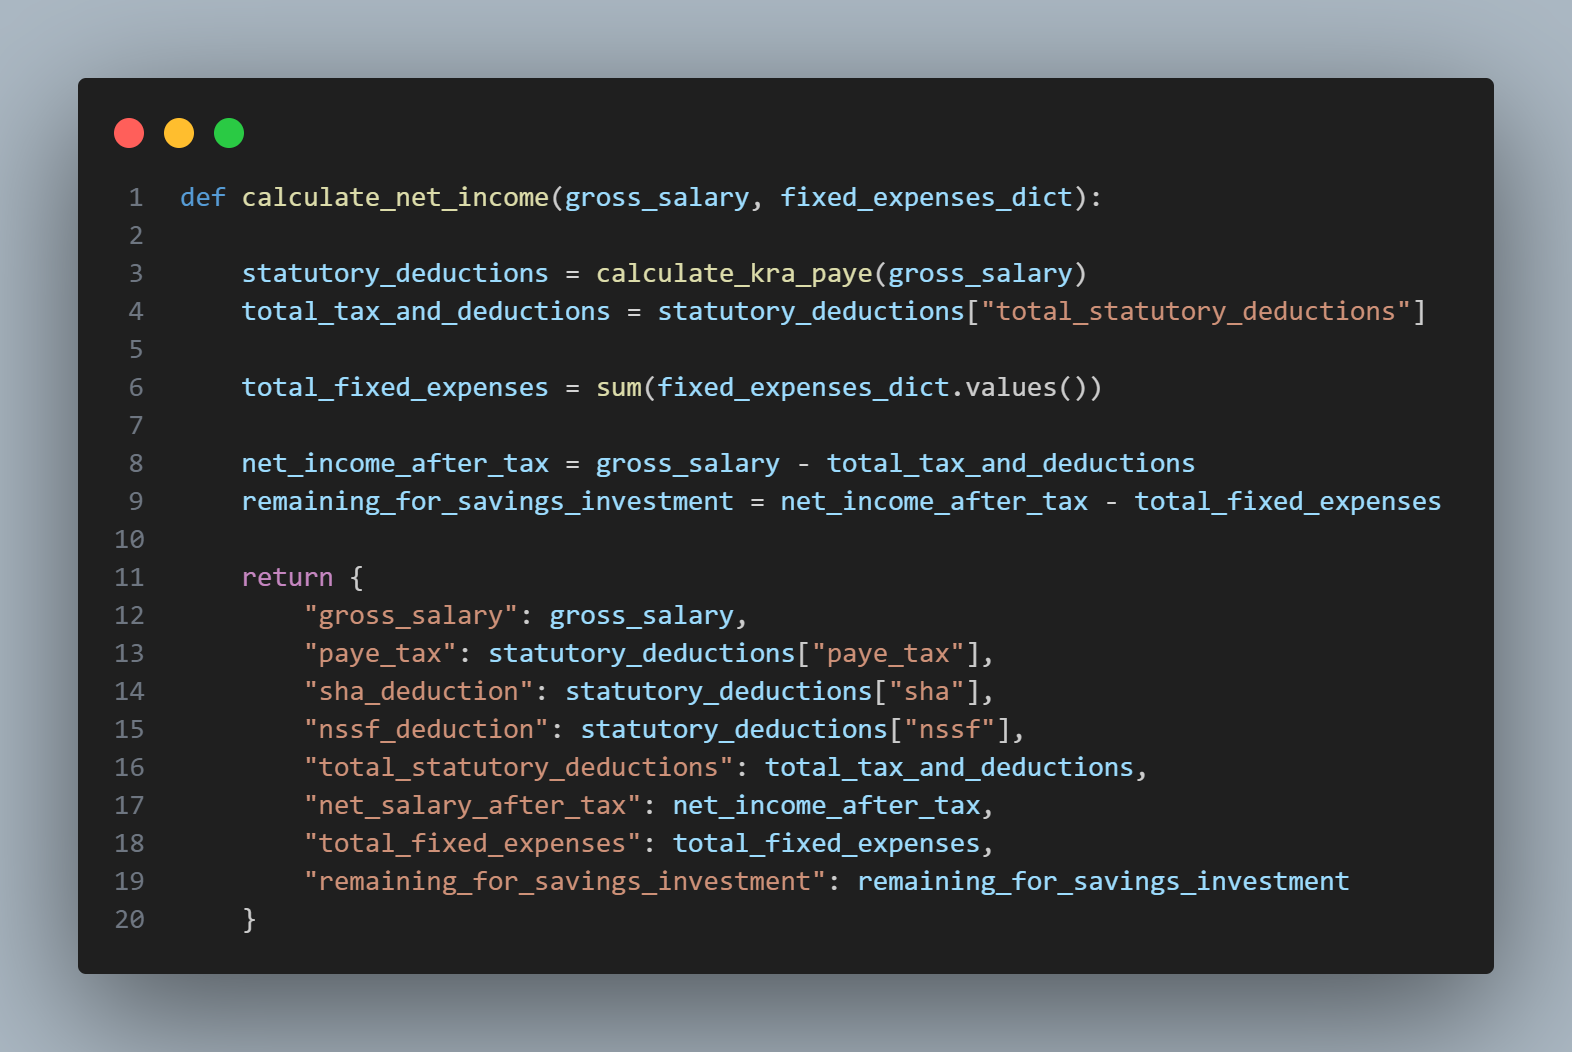 1 def calculate_net_income(gross_salary, fixed_expenses_dict):
2
3     statutory_deductions = calculate_kra_paye(gross_salary)
4     total_tax_and_deductions = statutory_deductions["total_statutory_deductions"]
5
6     total_fixed_expenses = sum(fixed_expenses_dict.values())
7
8     net_income_after_tax = gross_salary - total_tax_and_deductions
9     remaining_for_savings_investment = net_income_after_tax - total_fixed_expenses
10
11     return {
12         "gross_salary": gross_salary,
13         "paye_tax": statutory_deductions["paye_tax"],
14         "sha_deduction": statutory_deductions["sha"],
15         "nssf_deduction": statutory_deductions["nssf"],
16         "total_statutory_deductions": total_tax_and_deductions,
17         "net_salary_after_tax": net_income_after_tax,
18         "total_fixed_expenses": total_fixed_expenses,
19         "remaining_for_savings_investment": remaining_for_savings_investment
20     }